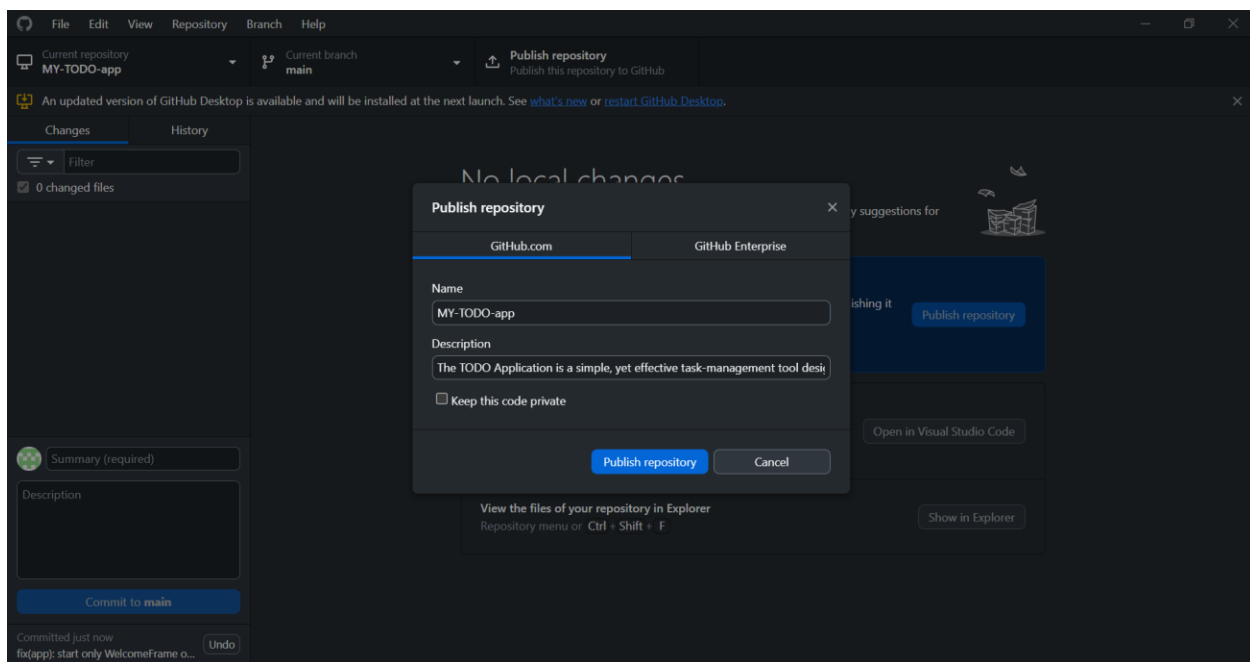 File Edit View Repository Branch Help
Current repository
MY-TODO-app
Current branch
main
Publish repository
Publish this repository to GitHub
An updated version of GitHub Desktop is available and will be installed at the next launch. See what's new or restart GitHub Desktop.
Changes History
Filter
0 changed files
No local changes
y suggestions for
Publish repository
GitHub.com GitHub Enterprise
Name
MY-TODO-app
Description
The TODO Application is a simple, yet effective task-management tool
Keep this code private
Publish repository Cancel
ishing it
Publish repository
Open in Visual Studio Code
View the files of your repository in Explorer
Repository menu or Ctrl + Shift + F
Show in Explorer
Summary (required)
Description
Commit to main
Committed just now
fix(app): start only WelcomeFrame o...
Undo